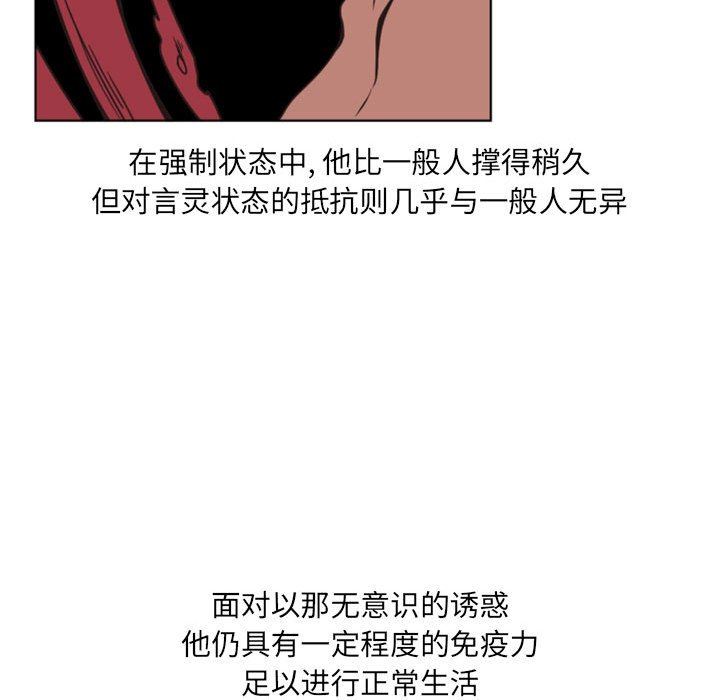 在强制状态中, 他比一般人撑得稍久
但对言灵状态的抵抗则几乎与一般人无异
面对以那无意识的诱惑
他仍具有一定程度的免疫力
足以进行正常生活